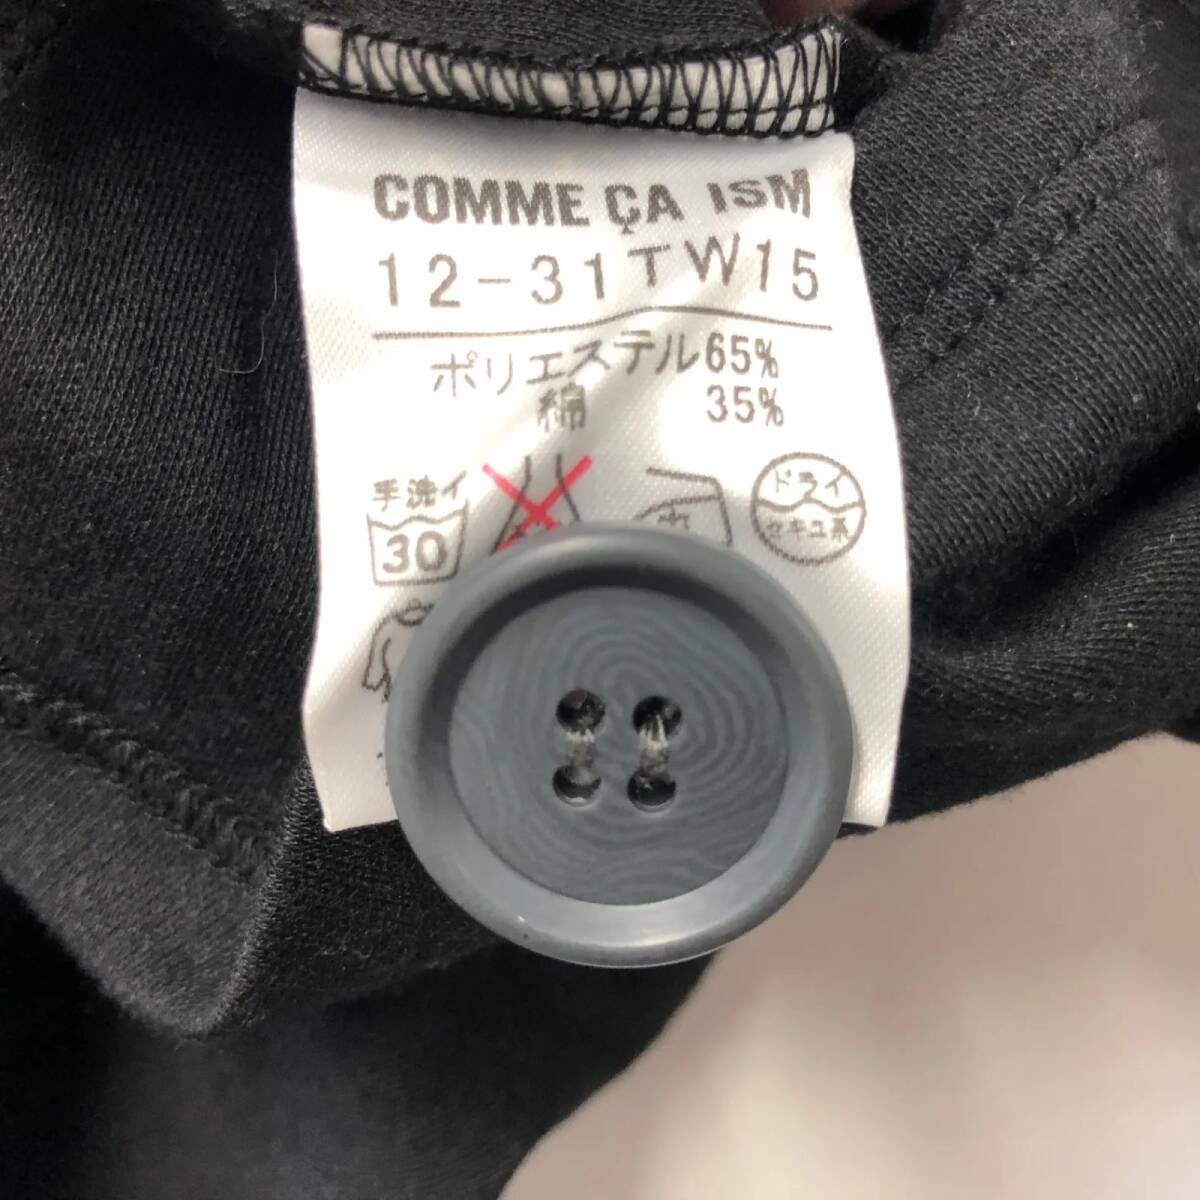 COMME ÇA ISM
12-31TW15
ポリエステル65%
綿 35%
手洗イ
30
ドライ
セキユ系